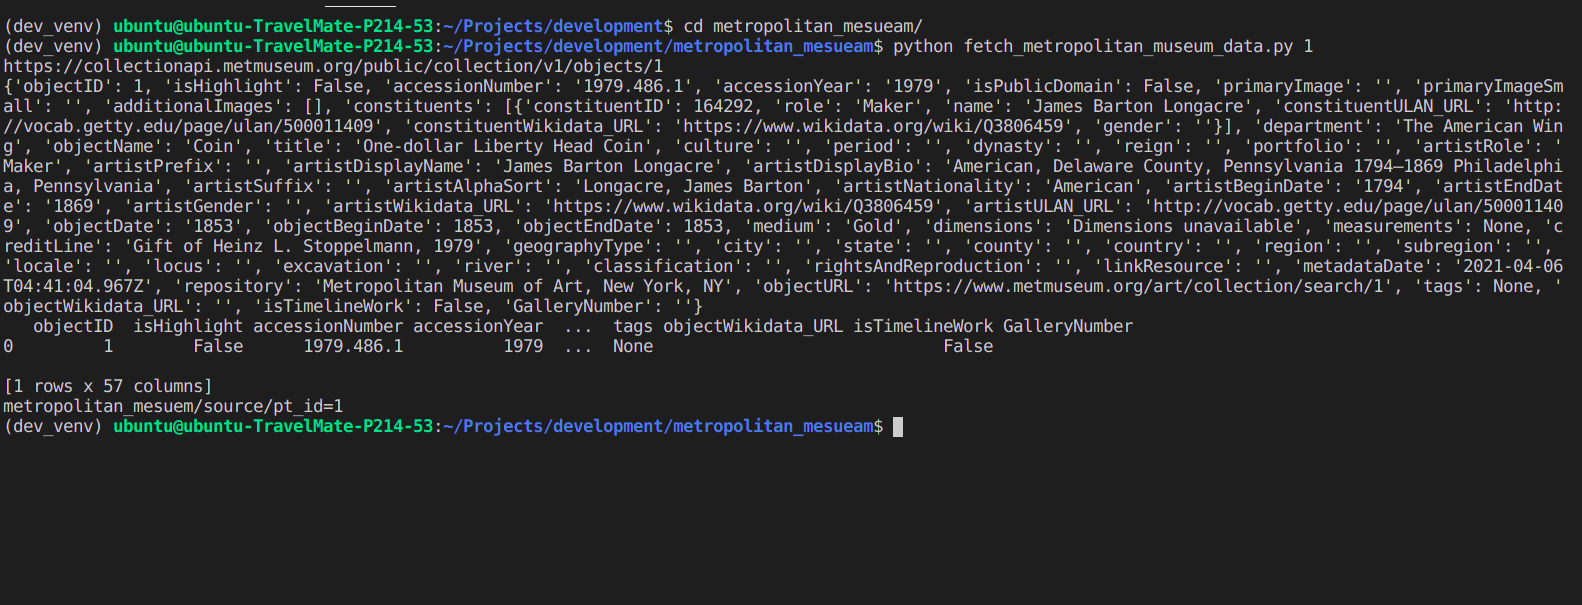 (dev_venv) ubuntu@ubuntu-TravelMate-P214-53:~/Projects/development$ cd metropolitan_mesueam/
(dev_venv) ubuntu@ubuntu-TravelMate-P214-53:~/Projects/development/metropolitan_mesueam$ python fetch_metropolitan_museum_data.py 1
https://collectionapi.metmuseum.org/public/collection/v1/objects/1
{'objectID': 1, 'isHighlight': False, 'accessionNumber': '1979.486.1', 'accessionYear': '1979', 'isPublicDomain': False, 'primaryImage': '', 'primaryImageSm
all': '', 'additionalImages': [], 'constituents': [{'constituentID': 164292, 'role': 'Maker', 'name': 'James Barton Longacre', 'constituentULAN_URL': 'http:
//vocab.getty.edu/page/ulan/500011409', 'constituentWikidata_URL': 'https://www.wikidata.org/wiki/Q3806459', 'gender': ''}], 'department': 'The American Win
g', 'objectName': 'Coin', 'title': 'One-dollar Liberty Head Coin', 'culture': '', 'period': '', 'dynasty': '', 'reign': '', 'portfolio': '', 'artistRole': '
Maker', 'artistPrefix': '', 'artistDisplayName': 'James Barton Longacre', 'artistDisplayBio': 'American, Delaware County, Pennsylvania 1794–1869 Philadelphi
a, Pennsylvania', 'artistSuffix': '', 'artistAlphaSort': 'Longacre, James Barton', 'artistNationality': 'American', 'artistBeginDate': '1794', 'artistEndDat
e': '1869', 'artistGender': '', 'artistWikidata_URL': 'https://www.wikidata.org/wiki/Q3806459', 'artistULAN_URL': 'http://vocab.getty.edu/page/ulan/50001140
9', 'objectDate': '1853', 'objectBeginDate': 1853, 'objectEndDate': 1853, 'medium': 'Gold', 'dimensions': 'Dimensions unavailable', 'measurements': None, 'c
reditLine': 'Gift of Heinz L. Stoppelmann, 1979', 'geographyType': '', 'city': '', 'state': '', 'county': '', 'country': '', 'region': '', 'subregion': '',
'locale': '', 'locus': '', 'excavation': '', 'river': '', 'classification': '', 'rightsAndReproduction': '', 'linkResource': '', 'metadataDate': '2021-04-06
T04:41:04.967Z', 'repository': 'Metropolitan Museum of Art, New York, NY', 'objectURL': 'https://www.metmuseum.org/art/collection/search/1', 'tags': None, '
objectWikidata_URL': '', 'isTimelineWork': False, 'GalleryNumber': ''}
   objectID  isHighlight accessionNumber accessionYear  ...  tags objectWikidata_URL isTimelineWork GalleryNumber
0         1        False      1979.486.1          1979  ...  None                             False
[1 rows x 57 columns]
metropolitan_mesuem/source/pt_id=1
(dev_venv) ubuntu@ubuntu-TravelMate-P214-53:~/Projects/development/metropolitan_mesueam$